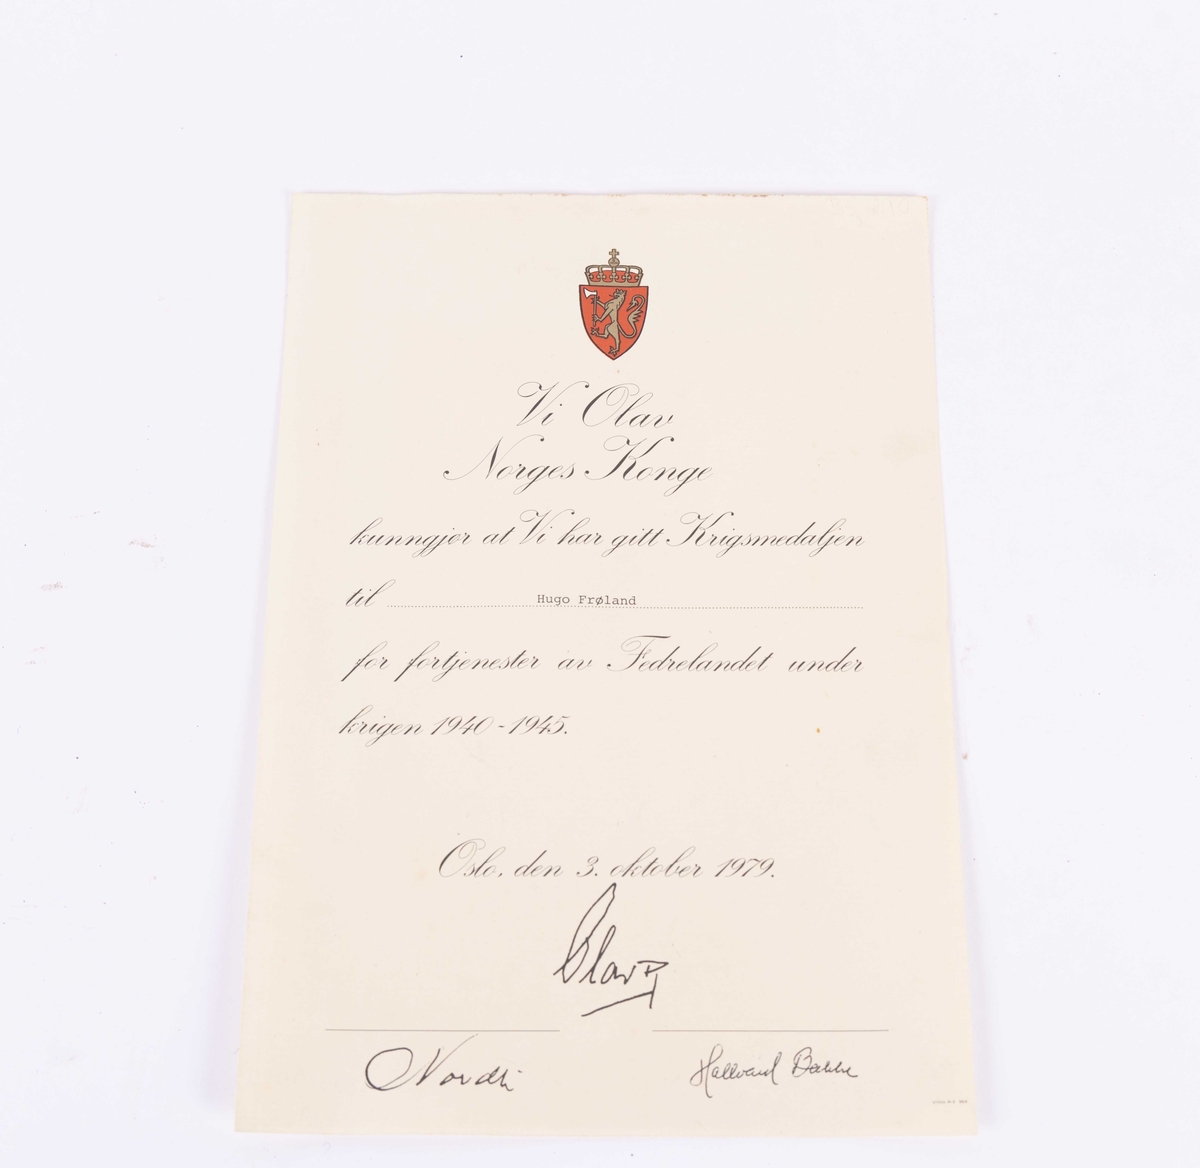 Vi Olav
Norges Konge
kunngjør at Vi har gitt Krigsmedaljen
til Hugo Frøland
for fortjenester av Fedrelandet under
krigen 1940-1945.
Oslo, den 3. oktober 1979.
Olav R
Nordli
Hallvard Bakke